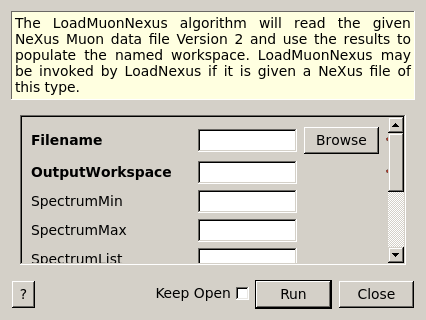 The LoadMuonNexus algorithm will read the given
NeXus Muon data file Version 2 and use the results to
populate the named workspace. LoadMuonNexus may
be invoked by LoadNexus if it is given a NeXus file of
this type.
Filename Browse
OutputWorkspace
SpectrumMin
SpectrumMax
SpectrumList
? Keep Open Run Close